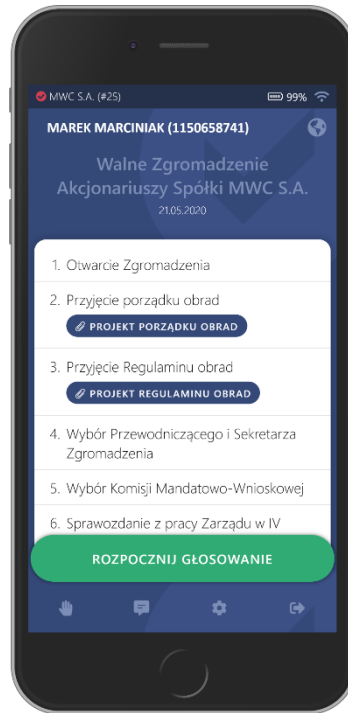 MWC S.A. (#25) 99%
MAREK MARCINIAK (1150658741)
Walne Zgromadzenie
Akcjonariuszy Spółki MWC S.A.
21.05.2020
1. Otwarcie Zgromadzenia
2. Przyjęcie porządku obrad
PROJEKT PORZĄDKU OBRAD
3. Przyjęcie Regulaminu obrad
PROJEKT REGULAMINU OBRAD
4. Wybór Przewodniczącego i Sekretarza
Zgromadzenia
5. Wybór Komisji Mandatowo-Wnioskowej
6. Sprawozdanie z pracy Zarządu w IV
ROZPOCZNIJ GŁOSOWANIE